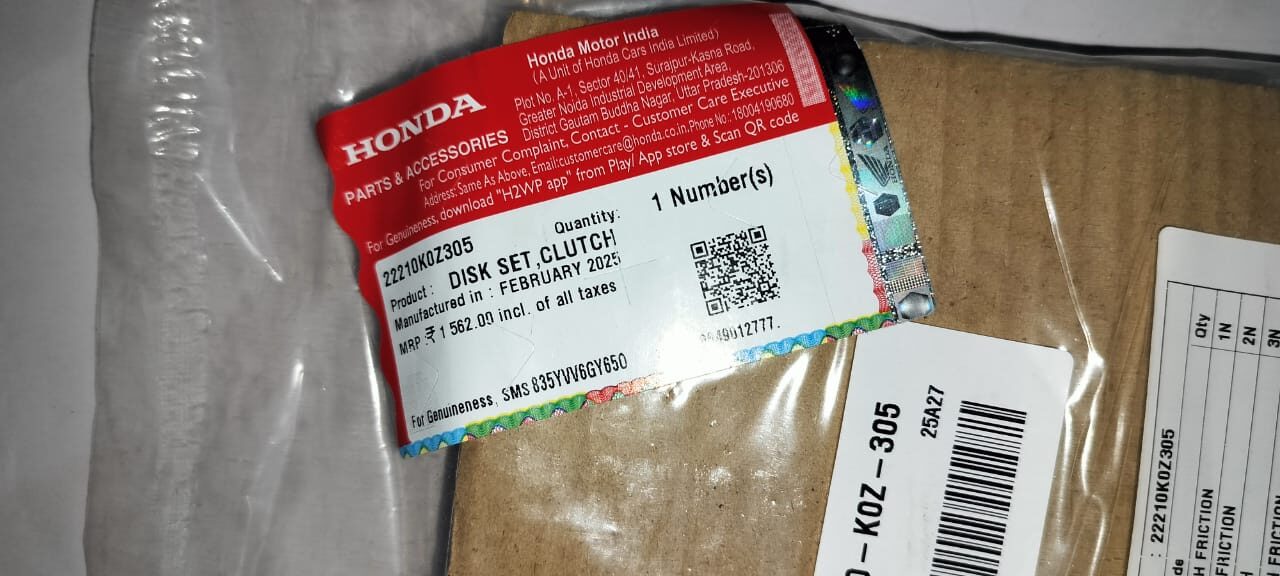 Honda Motor India
(A Unit of Honda Cars India Limited)
Plot No. A-1, Sector 40/41, Surajpur-Kasna Road,
Greater Noida Industrial Development Area,
District Gautam Buddha Nagar, Uttar Pradesh-201306
HONDA
PARTS & ACCESSORIES
For Consumer Complaint, Contact - Customer Care Executive
Address: Same As Above, Email:customercare@honda.co.in.Phone No.: 18004190680
For Genuineness, download "H2WP app" from Play/ App store & Scan QR code
22210K0Z305
Quantity: 1 Number(s)
Product : DISK SET,CLUTCH
Manufactured in : FEBRUARY 2025
MRP :₹ 1 562.09 incl. of all taxes
For Genuineness, SMS 835YVV6GY650
49012777.
-K0Z-305
25A27
: 22210K0Z305
Qty
FRICTION 1N
FRICTION 2N
FRICTION 3N